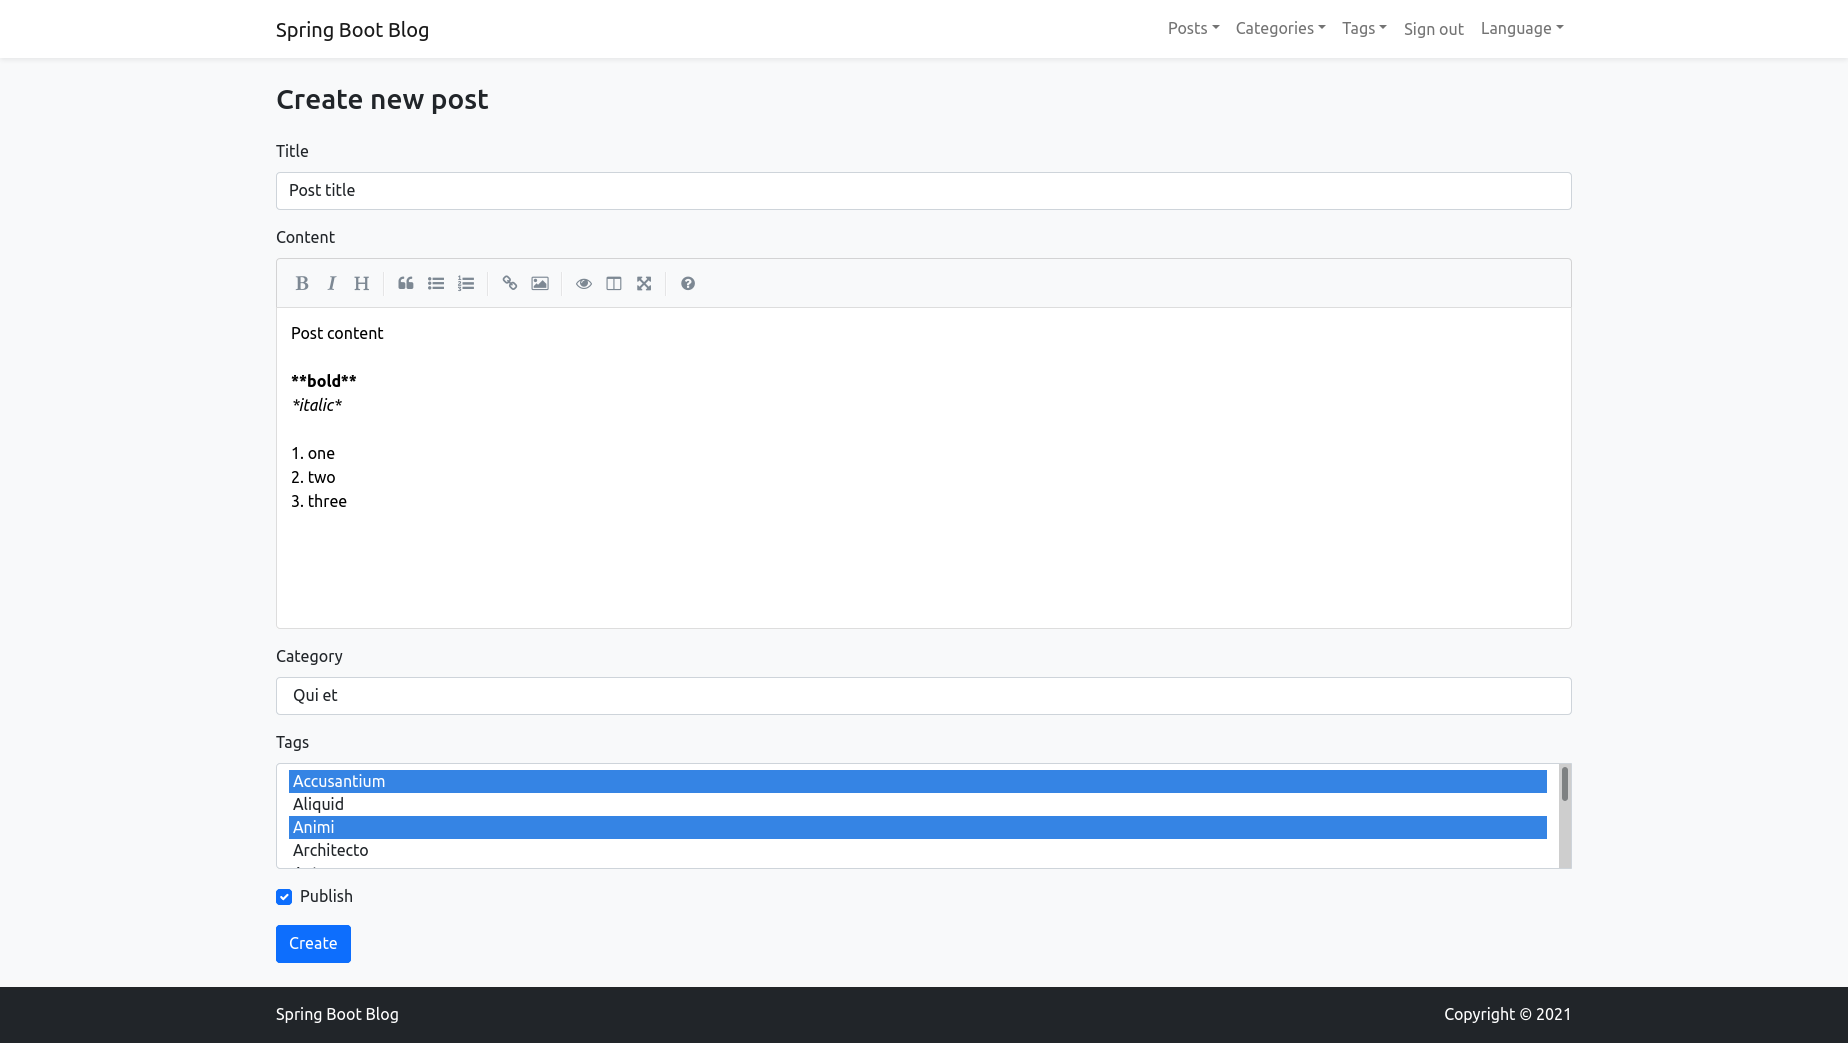 Spring Boot Blog
Posts Categories Tags Sign out Language
Create new post
Title
Post title
Content
B I H
Post content
**bold**
*italic*
1. one
2. two
3. three
Category
Qui et
Tags
Accusantium
Aliquid
Animi
Architecto
Publish
Create
Spring Boot Blog
Copyright © 2021